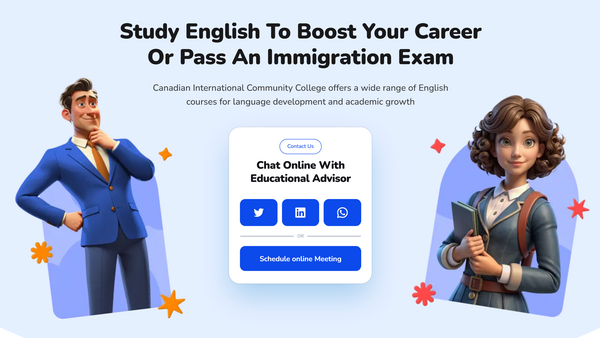 Study English To Boost Your Career
Or Pass An Immigration Exam
Canadian International Community College offers a wide range of English
courses for language development and academic growth
Contact Us
Chat Online With
Educational Advisor
OR
Schedule online Meeting